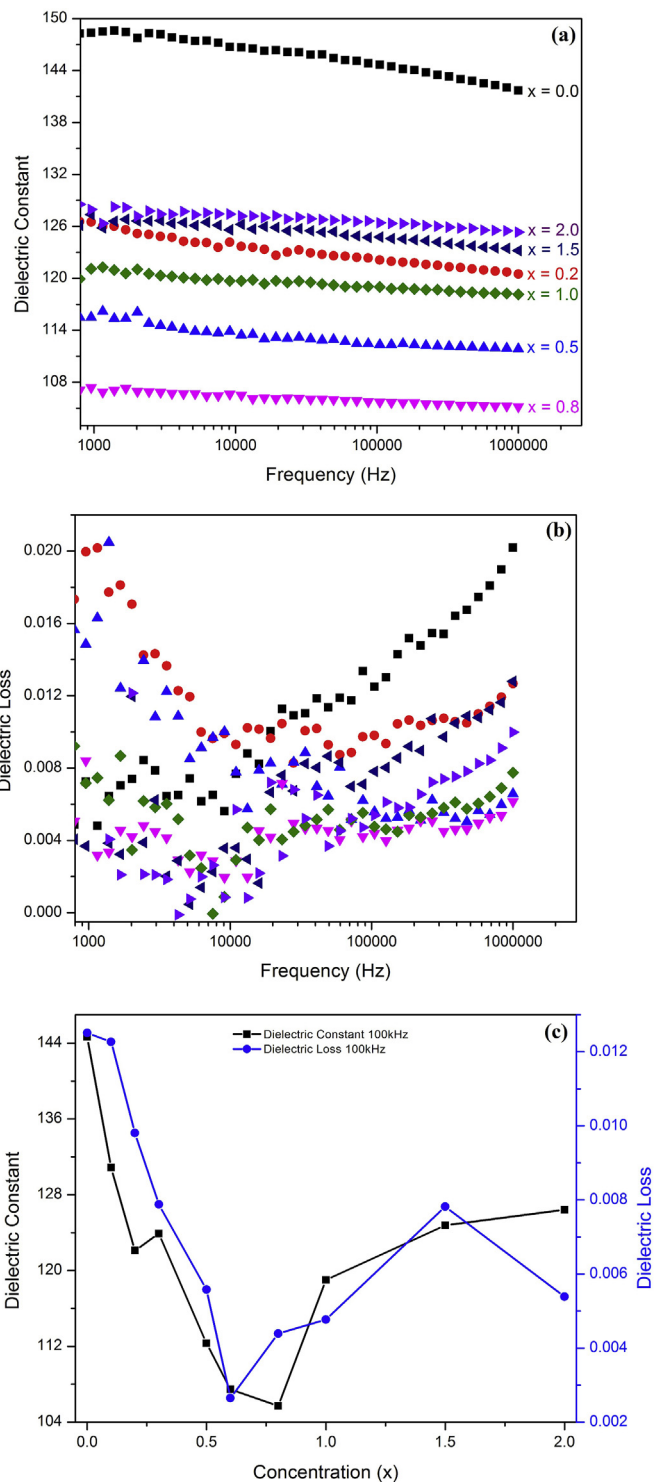 (a)
150
144
138
132
126
120
114
108
Dielectric Constant
x = 0.0
x = 2.0
x = 1.5
x = 0.2
x = 1.0
x = 0.5
x = 0.8
1000 10000 100000 1000000
Frequency (Hz)
(b)
0.020
0.016
0.012
0.008
0.004
0.000
Dielectric Loss
1000 10000 100000 1000000
Frequency (Hz)
(c)
Dielectric Constant 100kHz
Dielectric Loss 100kHz
144
136
128
120
112
104
Dielectric Constant
0.012
0.010
0.008
0.006
0.004
0.002
Dielectric Loss
0.0 0.5 1.0 1.5 2.0
Concentration (x)